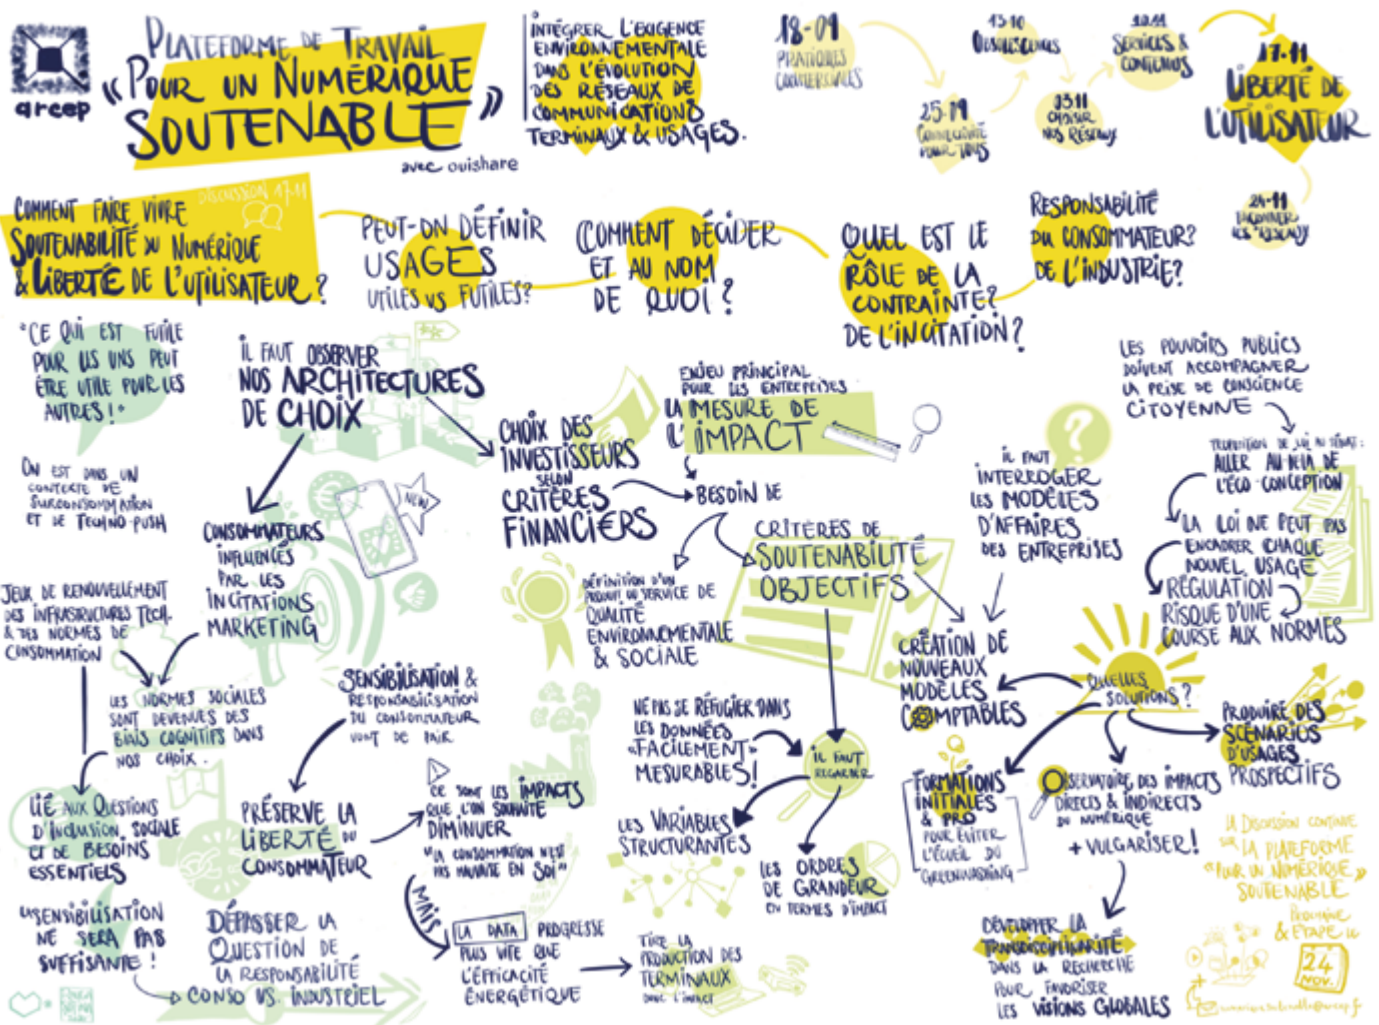 arcep
PLATEFORME DE TRAVAIL
« POUR UN NUMÉRIQUE
SOUTENABLE »
avec ouishare
INTÉGRER L'EXIGENCE
ENVIRONNEMENTALE
DANS L'ÉVOLUTION
DES RÉSEAUX DE
COMMUNICATIONS
TERMINAUX & USAGES.
PRATIQUES
COMMERCIALES
CONNECTIVITÉ
POUR TOUS
13·10
OBSOLESCENCES
CHOISIR
NOS RÉSEAUX
SERVICES &
CONTENUS
17·11
LIBERTÉ DE
L'UTILISATEUR
24·11
FAÇONNER
LES RÉSEAUX
DISCUSSION 17·11
COMMENT FAIRE VIVRE
SOUTENABILITÉ DU NUMÉRIQUE
& LIBERTÉ DE L'UTILISATEUR ?
PEUT-ON DÉFINIR
USAGES
UTILES VS FUTILES?
COMMENT DÉCIDER
ET AU NOM
DE QUOI ?
QUEL EST LE
RÔLE DE LA
CONTRAINTE?
DE L'INCITATION ?
RESPONSABILITÉ
DU CONSOMMATEUR?
DE L'INDUSTRIE?
"CE QUI EST FUTILE
POUR LES UNS PEUT
ÊTRE UTILE POUR LES
AUTRES !"
ON EST DANS UN
CONTEXTE DE
SURCONSOMMATION
ET DE TECHNO-PUSH
IL FAUT OBSERVER
NOS ARCHITECTURES
DE CHOIX
CHOIX DES
INVESTISSEURS
SELON
CRITÈRES
FINANCIERS
CONSOMMATEURS
INFLUENCÉS
PAR LES
INCITATIONS
MARKETING
NEW
JEUX DE RENOUVELLEMENT
DES INFRASTRUCTURES TECH.
& DES NORMES DE
CONSOMMATION
LES NORMES SOCIALES
SONT DEVENUES DES
BIAIS COGNITIFS DANS
NOS CHOIX.
LIÉ AUX QUESTIONS
D'INCLUSION SOCIALE
ET DE BESOINS
ESSENTIELS
"SENSIBILISATION
NE SERA PAS
SUFFISANTE !
SENSIBILISATION &
RESPONSABILISATION
DU CONSOMMATEUR
VONT DE PAIR
PRÉSERVE LA
LIBERTÉ DU
CONSOMMATEUR
DÉPASSER LA
QUESTION DE
LA RESPONSABILITÉ
CONSO VS. INDUSTRIEL
CE SONT LES IMPACTS
QUE L'ON SOUHAITE
DIMINUER
"LA CONSOMMATION N'EST
PAS MAUVAISE EN SOI"
MAIS
LA DATA PROGRESSE
PLUS VITE QUE
L'EFFICACITÉ
ÉNERGÉTIQUE
TIRE LA
PRODUCTION DES
TERMINAUX
DONC L'IMPACT
ENJEU PRINCIPAL
POUR LES ENTREPRISES
LA MESURE DE
L'IMPACT
BESOIN DE
DÉFINITION D'UN
PRODUIT OU SERVICE DE
QUALITÉ
ENVIRONNEMENTALE
& SOCIALE
CRITÈRES DE
SOUTENABILITÉ
OBJECTIFS
NE PAS SE RÉFUGIER DANS
LES DONNÉES
"FACILEMENT"
MESURABLES!
IL FAUT
REGARDER
LES VARIABLES
STRUCTURANTES
LES ORDRES
DE GRANDEUR
EN TERMES D'IMPACT
?
IL FAUT
INTERROGER
LES MODÈLES
D'AFFAIRES
DES ENTREPRISES
CRÉATION DE
NOUVEAUX
MODÈLES
COMPTABLES
LES POUVOIRS PUBLICS
DOIVENT ACCOMPAGNER
LA PRISE DE CONSCIENCE
CITOYENNE
PROPOSITION DE LOI AU SÉNAT:
ALLER AU-DELÀ DE
L'ÉCO-CONCEPTION
LA LOI NE PEUT PAS
ENCADRER CHAQUE
NOUVEL USAGE
RÉGULATION
RISQUE D'UNE
COURSE AUX NORMES
QUELLES
SOLUTIONS ?
PRODUIRE DES
SCÉNARIOS
D'USAGES
PROSPECTIFS
FORMATIONS
INITIALES
& PRO
POUR ÉVITER
L'ÉCUEIL DU
GREENWASHING
OBSERVATOIRE DES IMPACTS
DIRECTS & INDIRECTS
DU NUMÉRIQUE
+ VULGARISER !
DÉVELOPPER LA
TRANSDISCIPLINARITÉ
DANS LA RECHERCHE
POUR FAVORISER
LES VISIONS GLOBALES
LA DISCUSSION CONTINUE
SUR LA PLATEFORME
"POUR UN NUMÉRIQUE
SOUTENABLE"
PROCHAINE
& ÉTAPE LE
24
NOV.